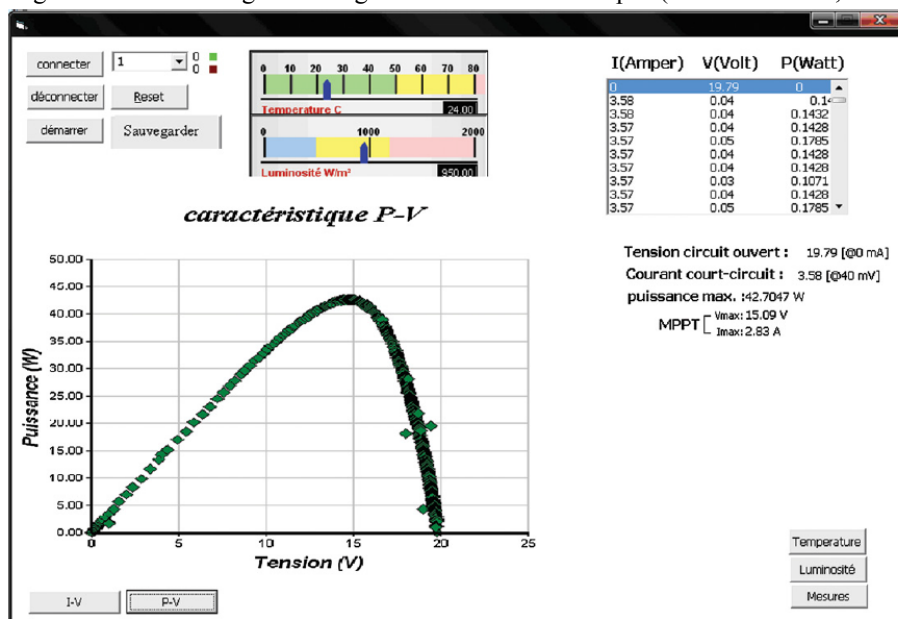 connecter
1
0
0
déconnecter
Reset
démarrer
Sauvegarder
0 10 20 30 40 50 60 70 80
Temperature C
24.00
0 1000 2000
Luminosité W/m²
950.00
I(Amper) V(Volt) P(Watt)
0 19.79 0
3.58 0.04 0.1
3.58 0.04 0.1432
3.57 0.04 0.1428
3.57 0.05 0.1785
3.57 0.04 0.1428
3.57 0.04 0.1428
3.57 0.03 0.1071
3.57 0.04 0.1428
3.57 0.05 0.1785
caractéristique P-V
Tension circuit ouvert : 19.79 [@0 mA]
Courant court-circuit : 3.58 [@40 mV]
puissance max. :42.7047 W
MPPT
Vmax: 15.09 V
Imax: 2.83 A
Puissance (W)
50.00
45.00
40.00
35.00
30.00
25.00
20.00
15.00
10.00
5.00
0.00
0 5 10 15 20 25
Tension (V)
Temperature
Luminosité
Mesures
I-V
P-V